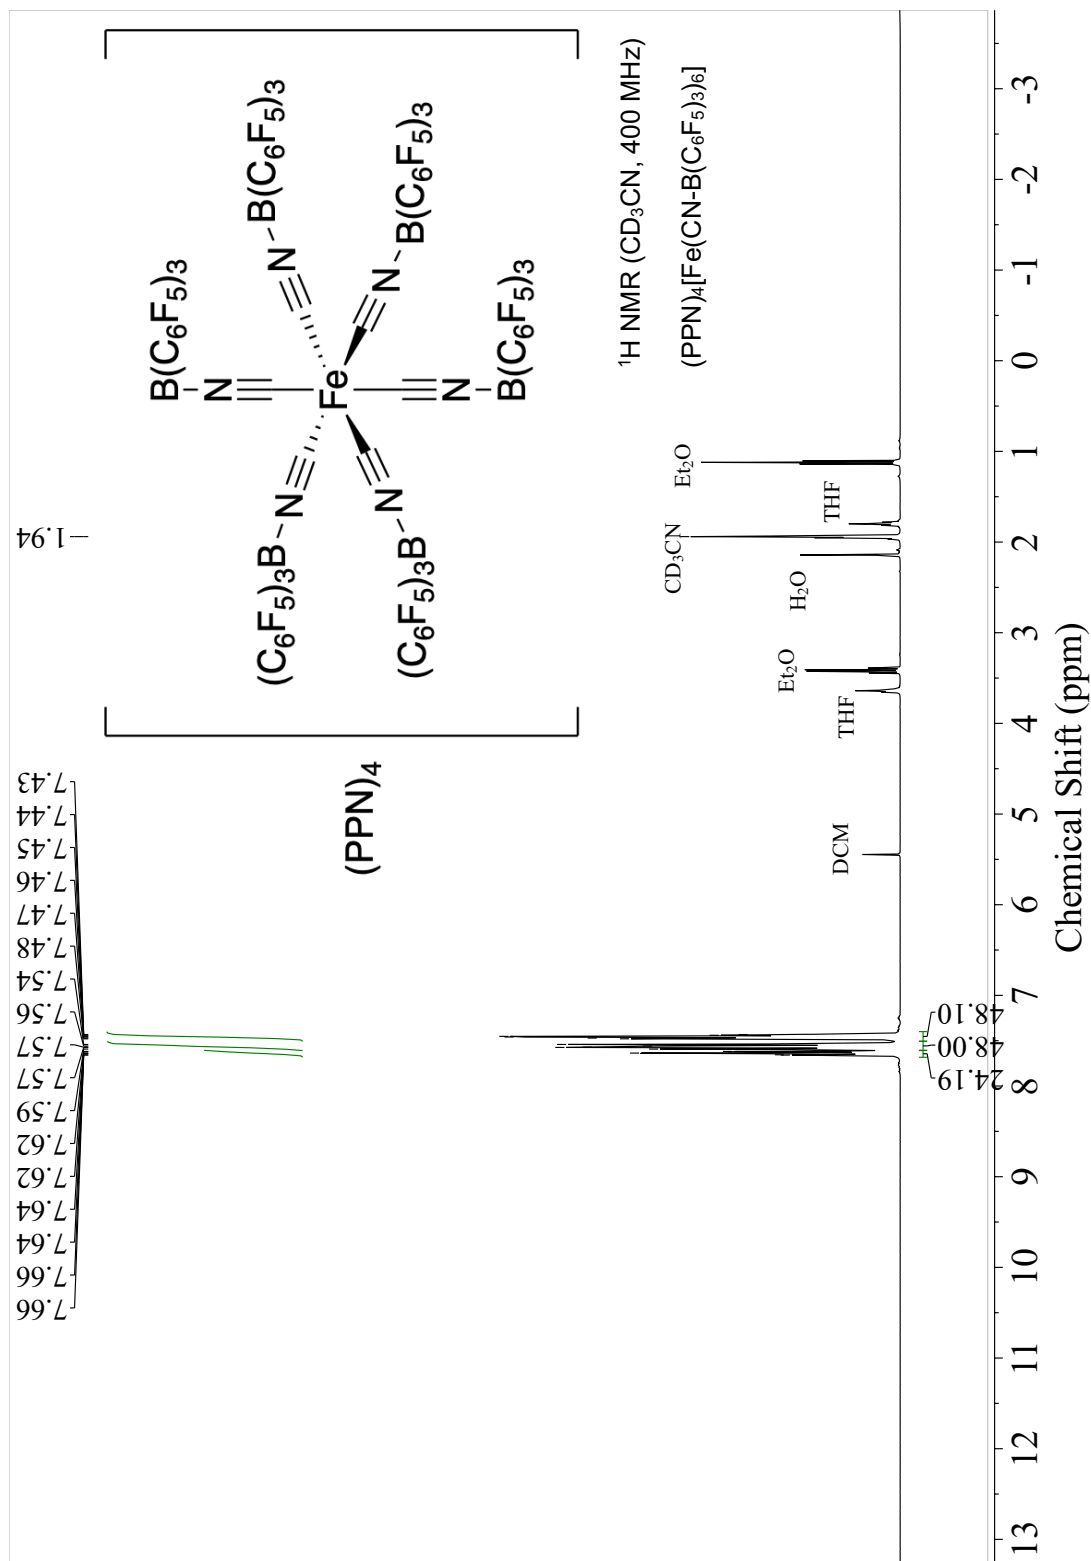 7.66
7.66
7.64
7.64
7.62
7.62
7.59
7.57
7.57
7.56
7.54
7.48
7.47
7.46
7.45
7.44
7.43
1.94
(PPN)₄
B(C₆F₅)₃
N
(C₆F₅)₃B
N
N
B(C₆F₅)₃
Fe
(C₆F₅)₃B
N
N
B(C₆F₅)₃
N
B(C₆F₅)₃
¹H NMR (CD₃CN, 400 MHz)
(PPN)₄[Fe(CN-B(C₆F₅)₃)₆]
DCM
THF
Et₂O
H₂O
CD₃CN
THF
Et₂O
24.19
48.00
48.10
13 12 11 10 9 8 7 6 5 4 3 2 1 0 -1 -2 -3
Chemical Shift (ppm)